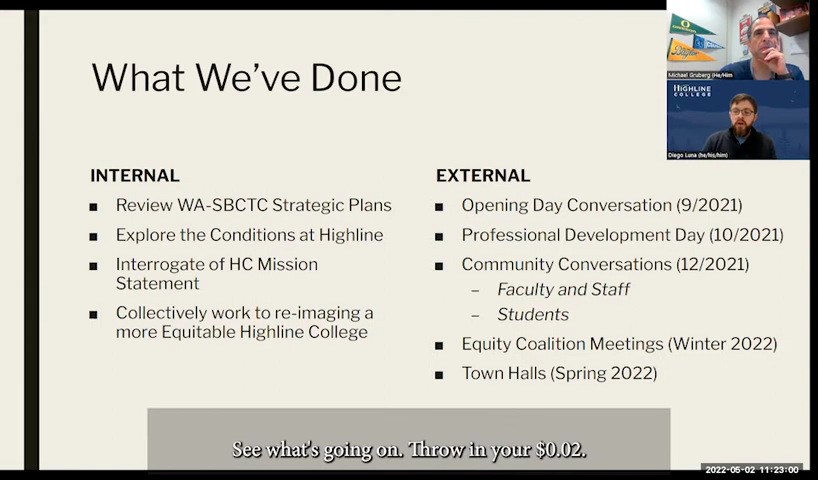 What We've Done
INTERNAL
Review WA-SBCTC Strategic Plans
Explore the Conditions at Highline
Interrogate of HC Mission
Statement
Collectively work to re-imaging a
more Equitable Highline College
EXTERNAL
Opening Day Conversation (9/2021)
Professional Development Day (10/2021)
Community Conversations (12/2021)
– Faculty and Staff
– Students
Equity Coalition Meetings (Winter 2022)
Town Halls (Spring 2022)
Michael Gruberg (He/Him
HIGHLINE
COLLEGE
Diego Luna (he/his/him)
See what's going on. Throw in your $0.02.
2022-05-02 11:23:00